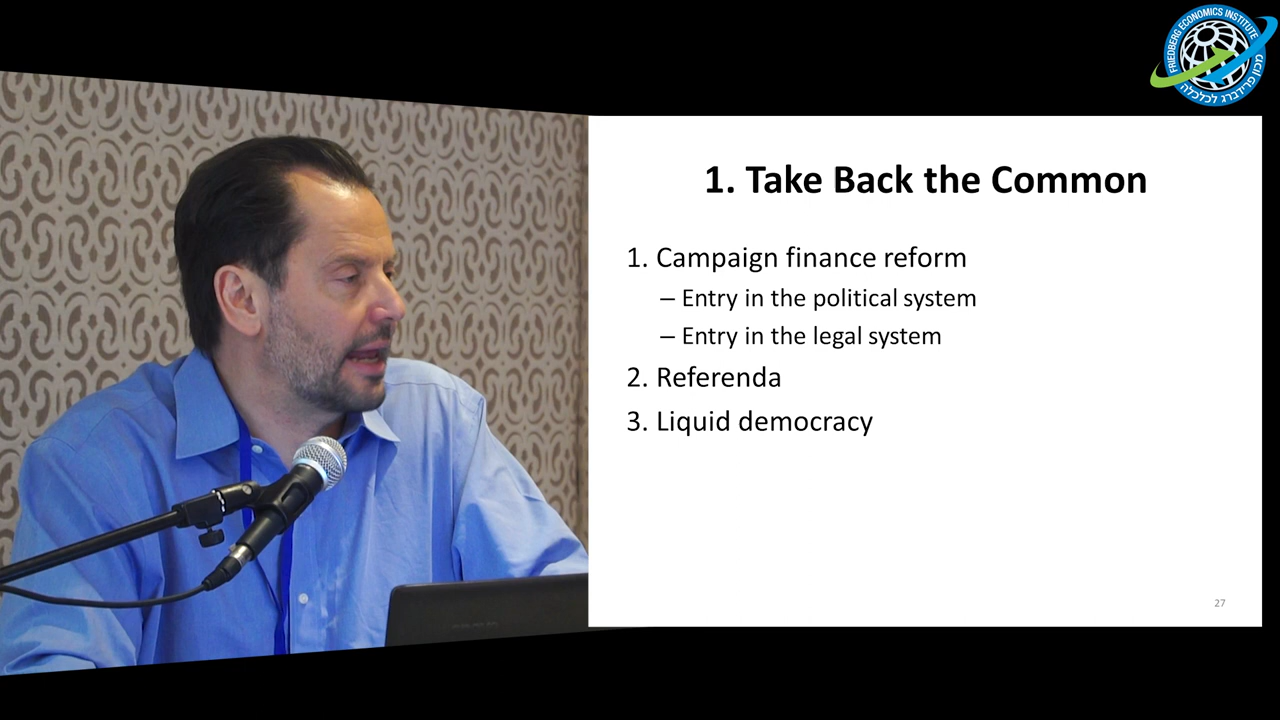 FRIEDBERG ECONOMICS INSTITUTE
מכון פרידברג לכלכלה
1. Take Back the Common
1. Campaign finance reform
– Entry in the political system
– Entry in the legal system
2. Referenda
3. Liquid democracy
27